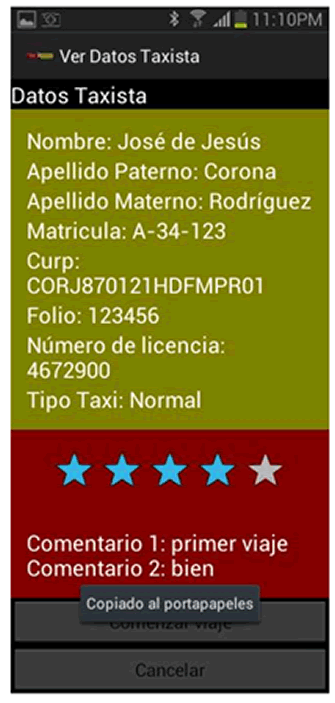 11:10PM
Ver Datos Taxista
Datos Taxista
Nombre: José de Jesús
Apellido Paterno: Corona
Apellido Materno: Rodríguez
Matricula: A-34-123
Curp:
CORJ870121HDFMPR01
Folio: 123456
Número de licencia:
4672900
Tipo Taxi: Normal
Comentario 1: primer viaje
Comentario 2: bien
Copiado al portapapeles
Comenzar viaje
Cancelar